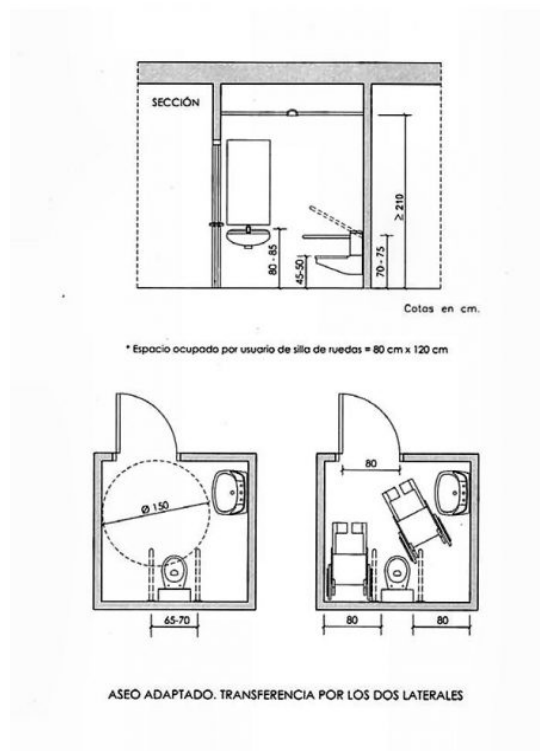 SECCIÓN
≥ 210
80 - 85
45-50
70 - 75
Cotas en cm.
* Espacio ocupado por usuario de silla de ruedas = 80 cm x 120 cm
80
Ø 150
65-70
80
80
ASEO ADAPTADO. TRANSFERENCIA POR LOS DOS LATERALES